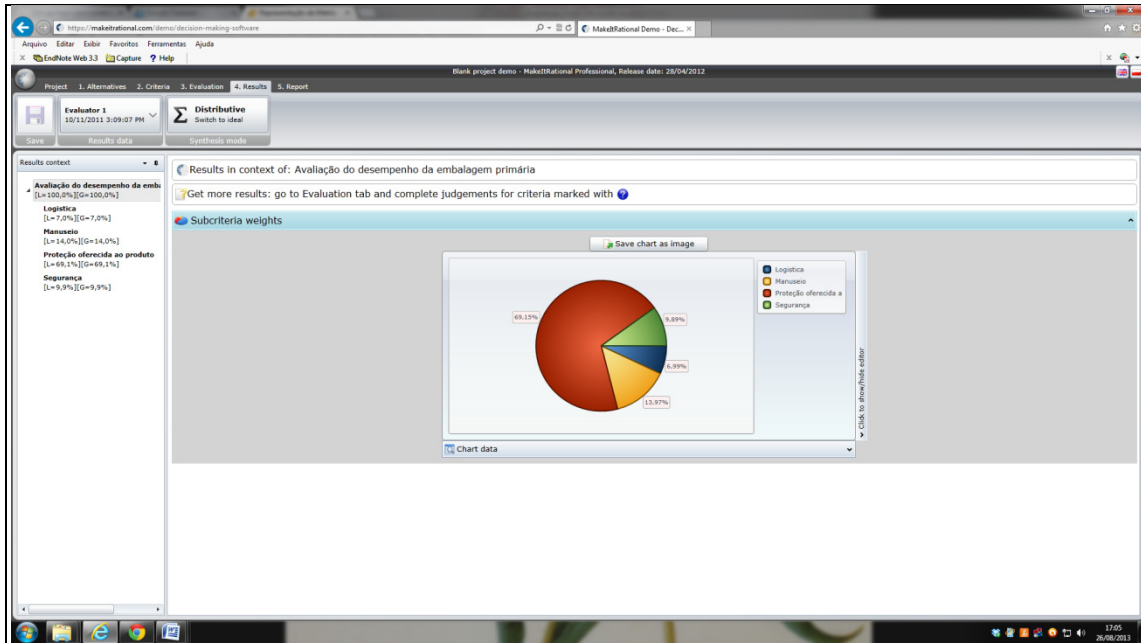 https://makeitrational.com/demo/decision-making-software
MakeItRational Demo - Dec...
Arquivo Editar Exibir Favoritos Ferramentas Ajuda
x EndNote Web 3.3 Capture ? Help
Blank project demo - MakeItRational Professional, Release date: 28/04/2012
Project 1. Alternatives 2. Criteria 3. Evaluation 4. Results 5. Report
Evaluator 1
10/11/2011 3:09:07 PM
Σ Distributive
Switch to ideal
Save Results data Synthesis mode
Results context
Avaliação do desempenho da emb
[L=100,0%][G=100,0%]
Logistica
[L=7,0%][G=7,0%]
Manuseio
[L=14,0%][G=14,0%]
Proteção oferecida ao produto
[L=69,1%][G=69,1%]
Segurança
[L=9,9%][G=9,9%]
Results in context of: Avaliação do desempenho da embalagem primária
Get more results: go to Evaluation tab and complete judgements for criteria marked with ?
Subcriteria weights
Save chart as image
69.15%
9.89%
6.99%
13.97%
Logistica
Manuseio
Proteção oferecida a
Segurança
Click to show/hide editor
Chart data
17:05
26/08/2013